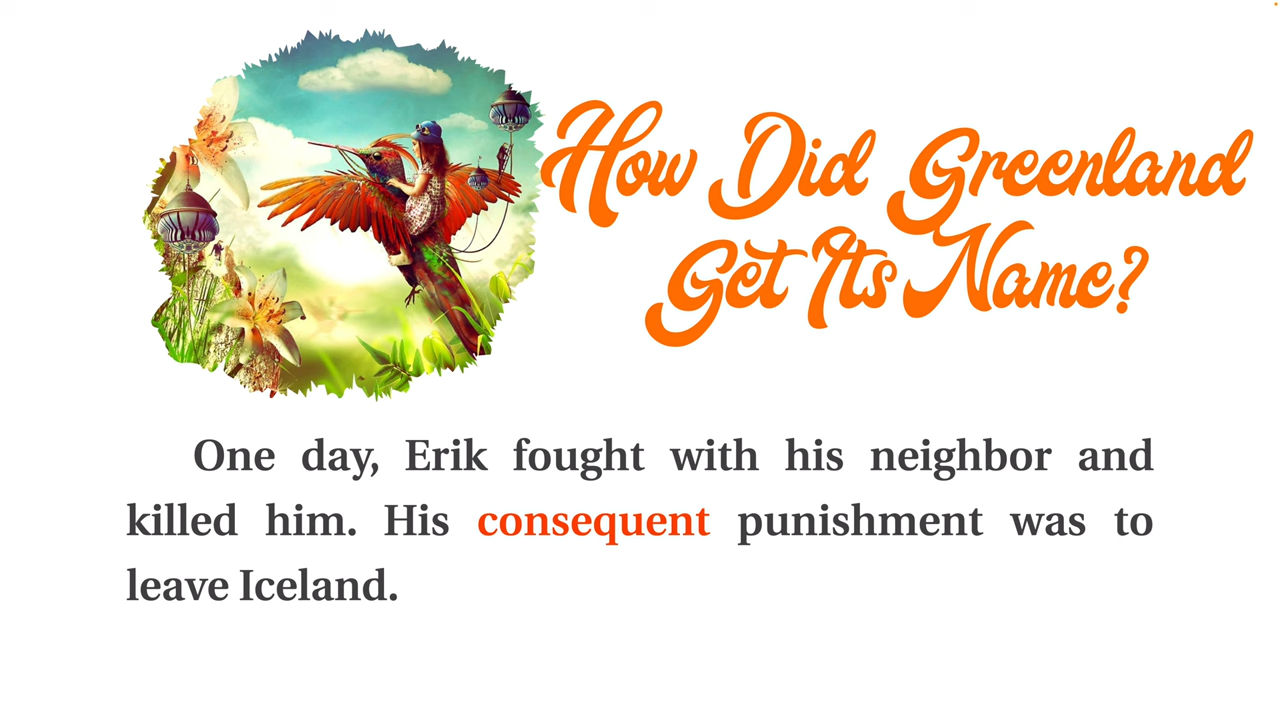 How Did Greenland
Get Its Name?
One day, Erik fought with his neighbor and
killed him. His consequent punishment was to
leave Iceland.